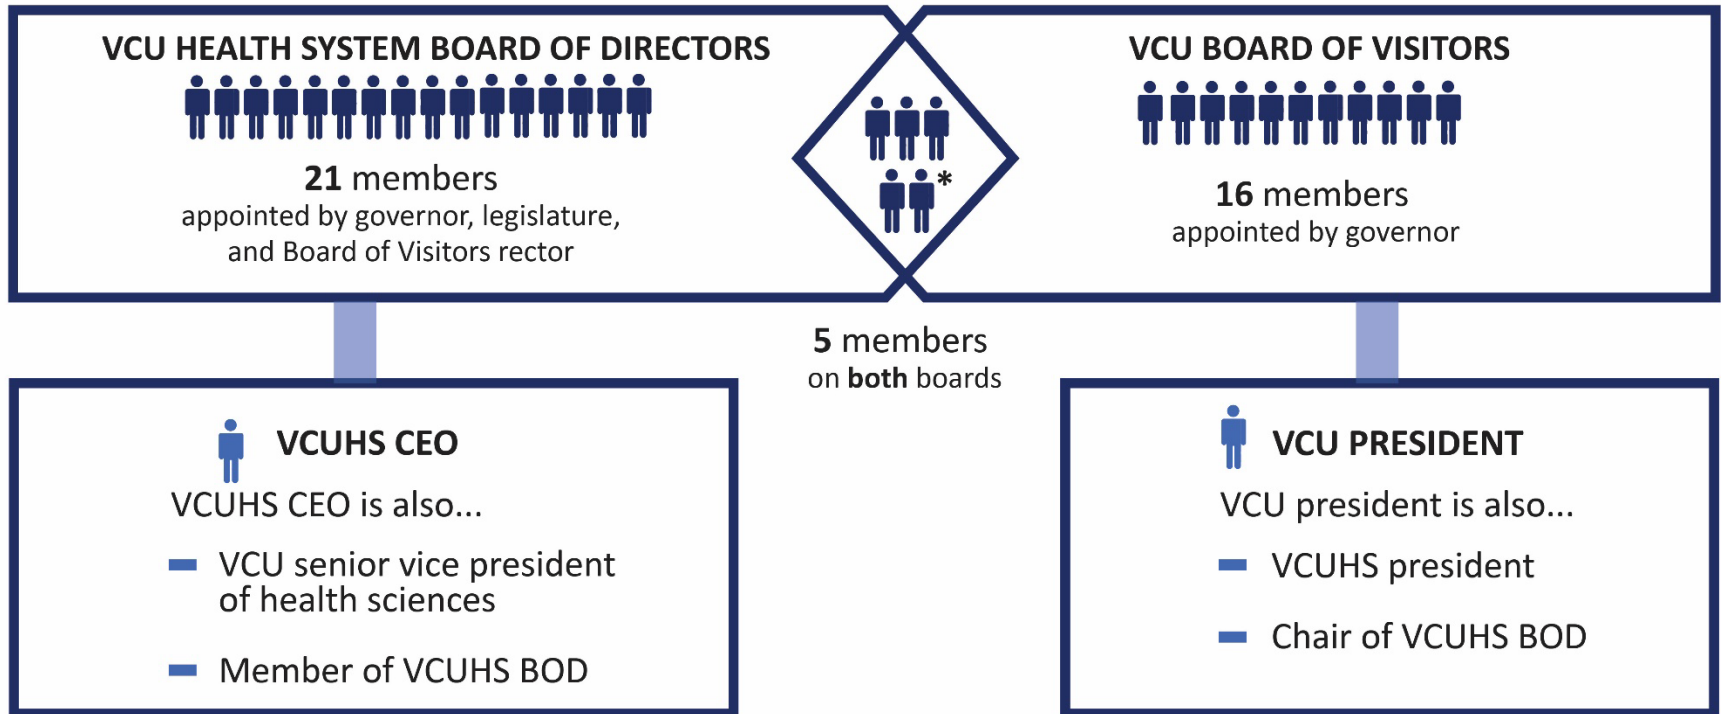 VCU HEALTH SYSTEM BOARD OF DIRECTORS
21 members
appointed by governor, legislature,
and Board of Visitors rector
*
VCU BOARD OF VISITORS
16 members
appointed by governor
5 members
on both boards
VCUHS CEO
VCUHS CEO is also...
VCU senior vice president
of health sciences
Member of VCUHS BOD
VCU PRESIDENT
VCU president is also...
VCUHS president
Chair of VCUHS BOD